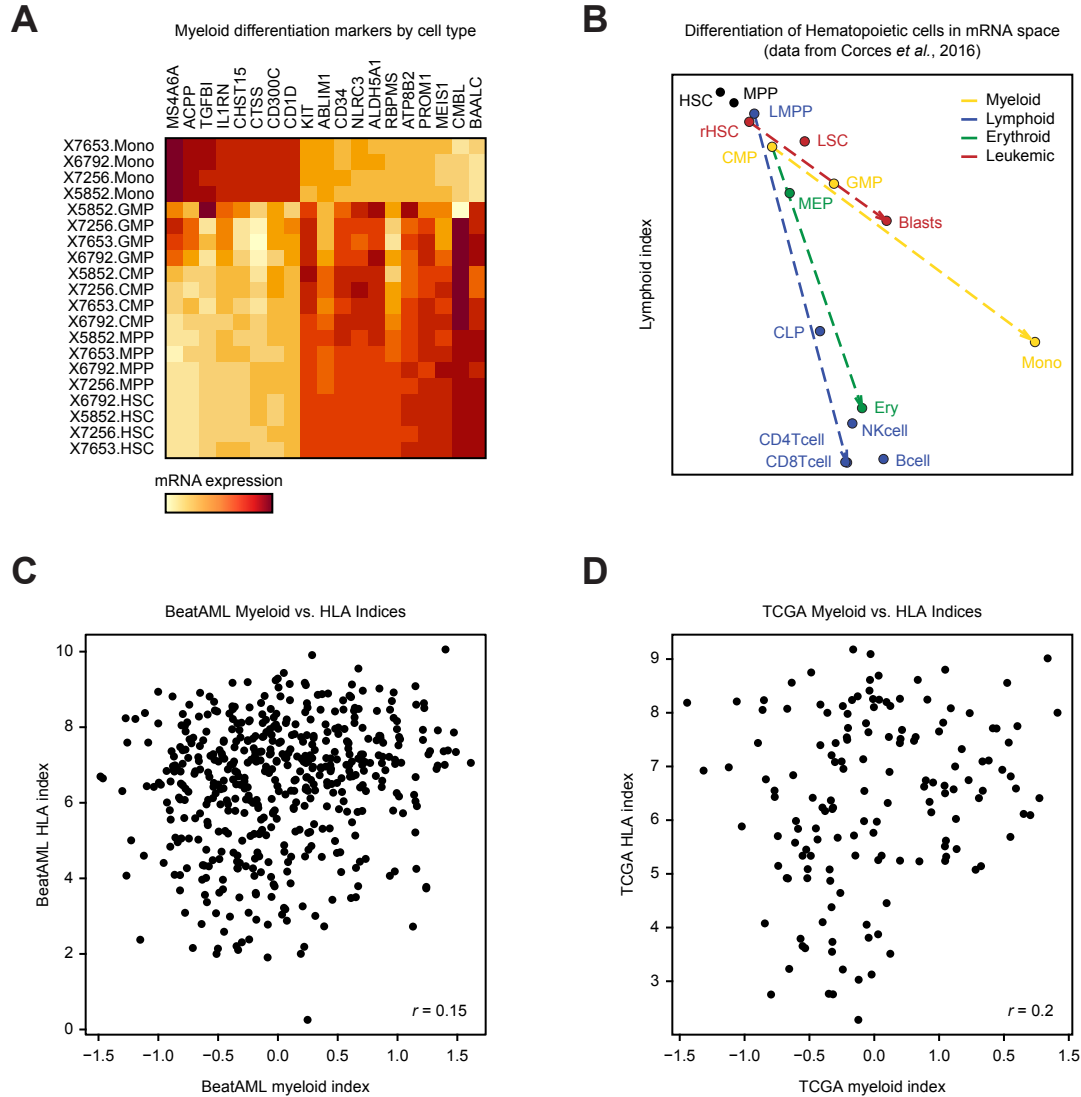 A
Myeloid differentiation markers by cell type
MS4A6A
ACPP
TGFBI
IL1RN
CHST15
CTSS
CD300C
CD1D
KIT
ABLIM1
CD34
NLRC3
ALDH5A1
RBPMS
ATP8B2
PROM1
MEIS1
CMBL
BAALC
X7653.Mono
X6792.Mono
X7256.Mono
X5852.Mono
X5852.GMP
X7256.GMP
X7653.GMP
X6792.GMP
X5852.CMP
X7256.CMP
X7653.CMP
X6792.CMP
X5852.MPP
X7653.MPP
X6792.MPP
X7256.MPP
X6792.HSC
X5852.HSC
X7256.HSC
X7653.HSC
mRNA expression
B
Differentiation of Hematopoietic cells in mRNA space
(data from Corces et al., 2016)
Lymphoid index
HSC
MPP
LMPP
rHSC
LSC
CMP
GMP
MEP
Blasts
CLP
Mono
Ery
NKcell
CD4Tcell
CD8Tcell
Bcell
Myeloid
Lymphoid
Erythroid
Leukemic
C
BeatAML Myeloid vs. HLA Indices
BeatAML HLA index
10
8
6
4
2
0
r = 0.15
−1.5 −1.0 −0.5 0.0 0.5 1.0 1.5
BeatAML myeloid index
D
TCGA Myeloid vs. HLA Indices
TCGA HLA index
9
8
7
6
5
4
3
r = 0.2
−1.5 −1.0 −0.5 0.0 1.0 0.5 1.5
TCGA myeloid index